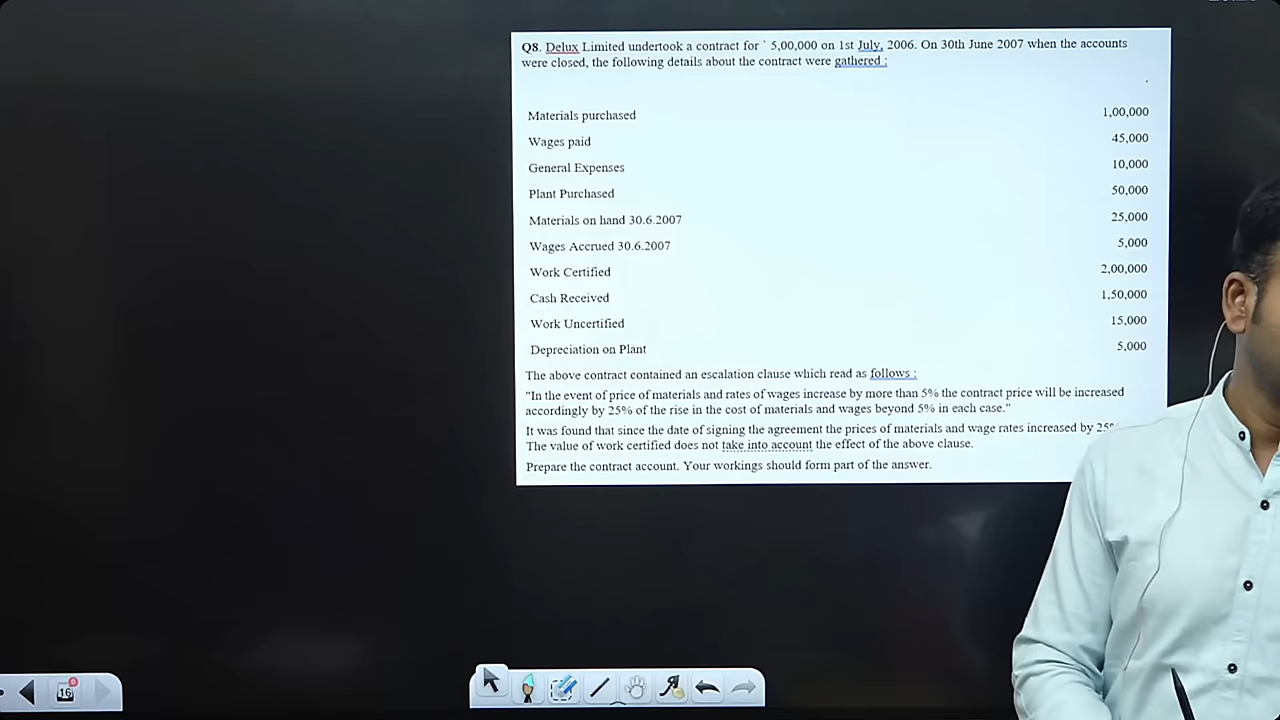 Q8. Delux Limited undertook a contract for ` 5,00,000 on 1st July, 2006. On 30th June 2007 when the accounts
were closed, the following details about the contract were gathered :
Materials purchased 1,00,000
Wages paid 45,000
General Expenses 10,000
Plant Purchased 50,000
Materials on hand 30.6.2007 25,000
Wages Accrued 30.6.2007 5,000
Work Certified 2,00,000
Cash Received 1,50,000
Work Uncertified 15,000
Depreciation on Plant 5,000
The above contract contained an escalation clause which read as follows :
"In the event of price of materials and rates of wages increase by more than 5% the contract price will be increased
accordingly by 25% of the rise in the cost of materials and wages beyond 5% in each case."
It was found that since the date of signing the agreement the prices of materials and wage rates increased by 25%
The value of work certified does not take into account the effect of the above clause.
Prepare the contract account. Your workings should form part of the answer.
16